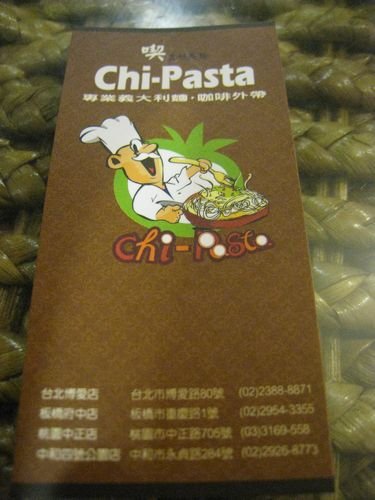 喫
Chi-Pasta
專業義大利麵，咖啡外帶
Chi-Pasta
台北博愛店 台北市博愛路80號 (02)2388-8871
板橋府中店 板橋市重慶路1號 (02)2954-3355
桃園中正店 桃園市中正路705號 (03)3169-558
中和四號公園店 中和市永貞路284號 (02)2926-8773